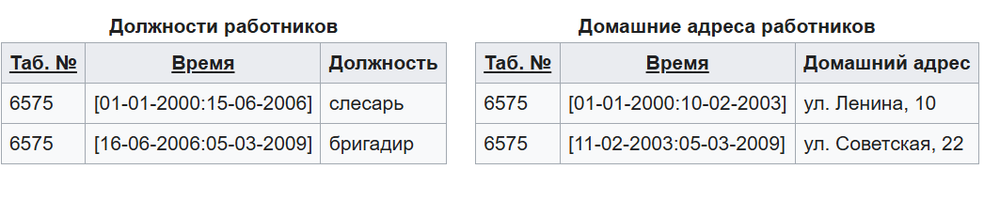 Должности работников
Таб. № Время Должность
6575 [01-01-2000:15-06-2006] слесарь
6575 [16-06-2006:05-03-2009] бригадир
Домашние адреса работников
Таб. № Время Домашний адрес
6575 [01-01-2000:10-02-2003] ул. Ленина, 10
6575 [11-02-2003:05-03-2009] ул. Советская, 22